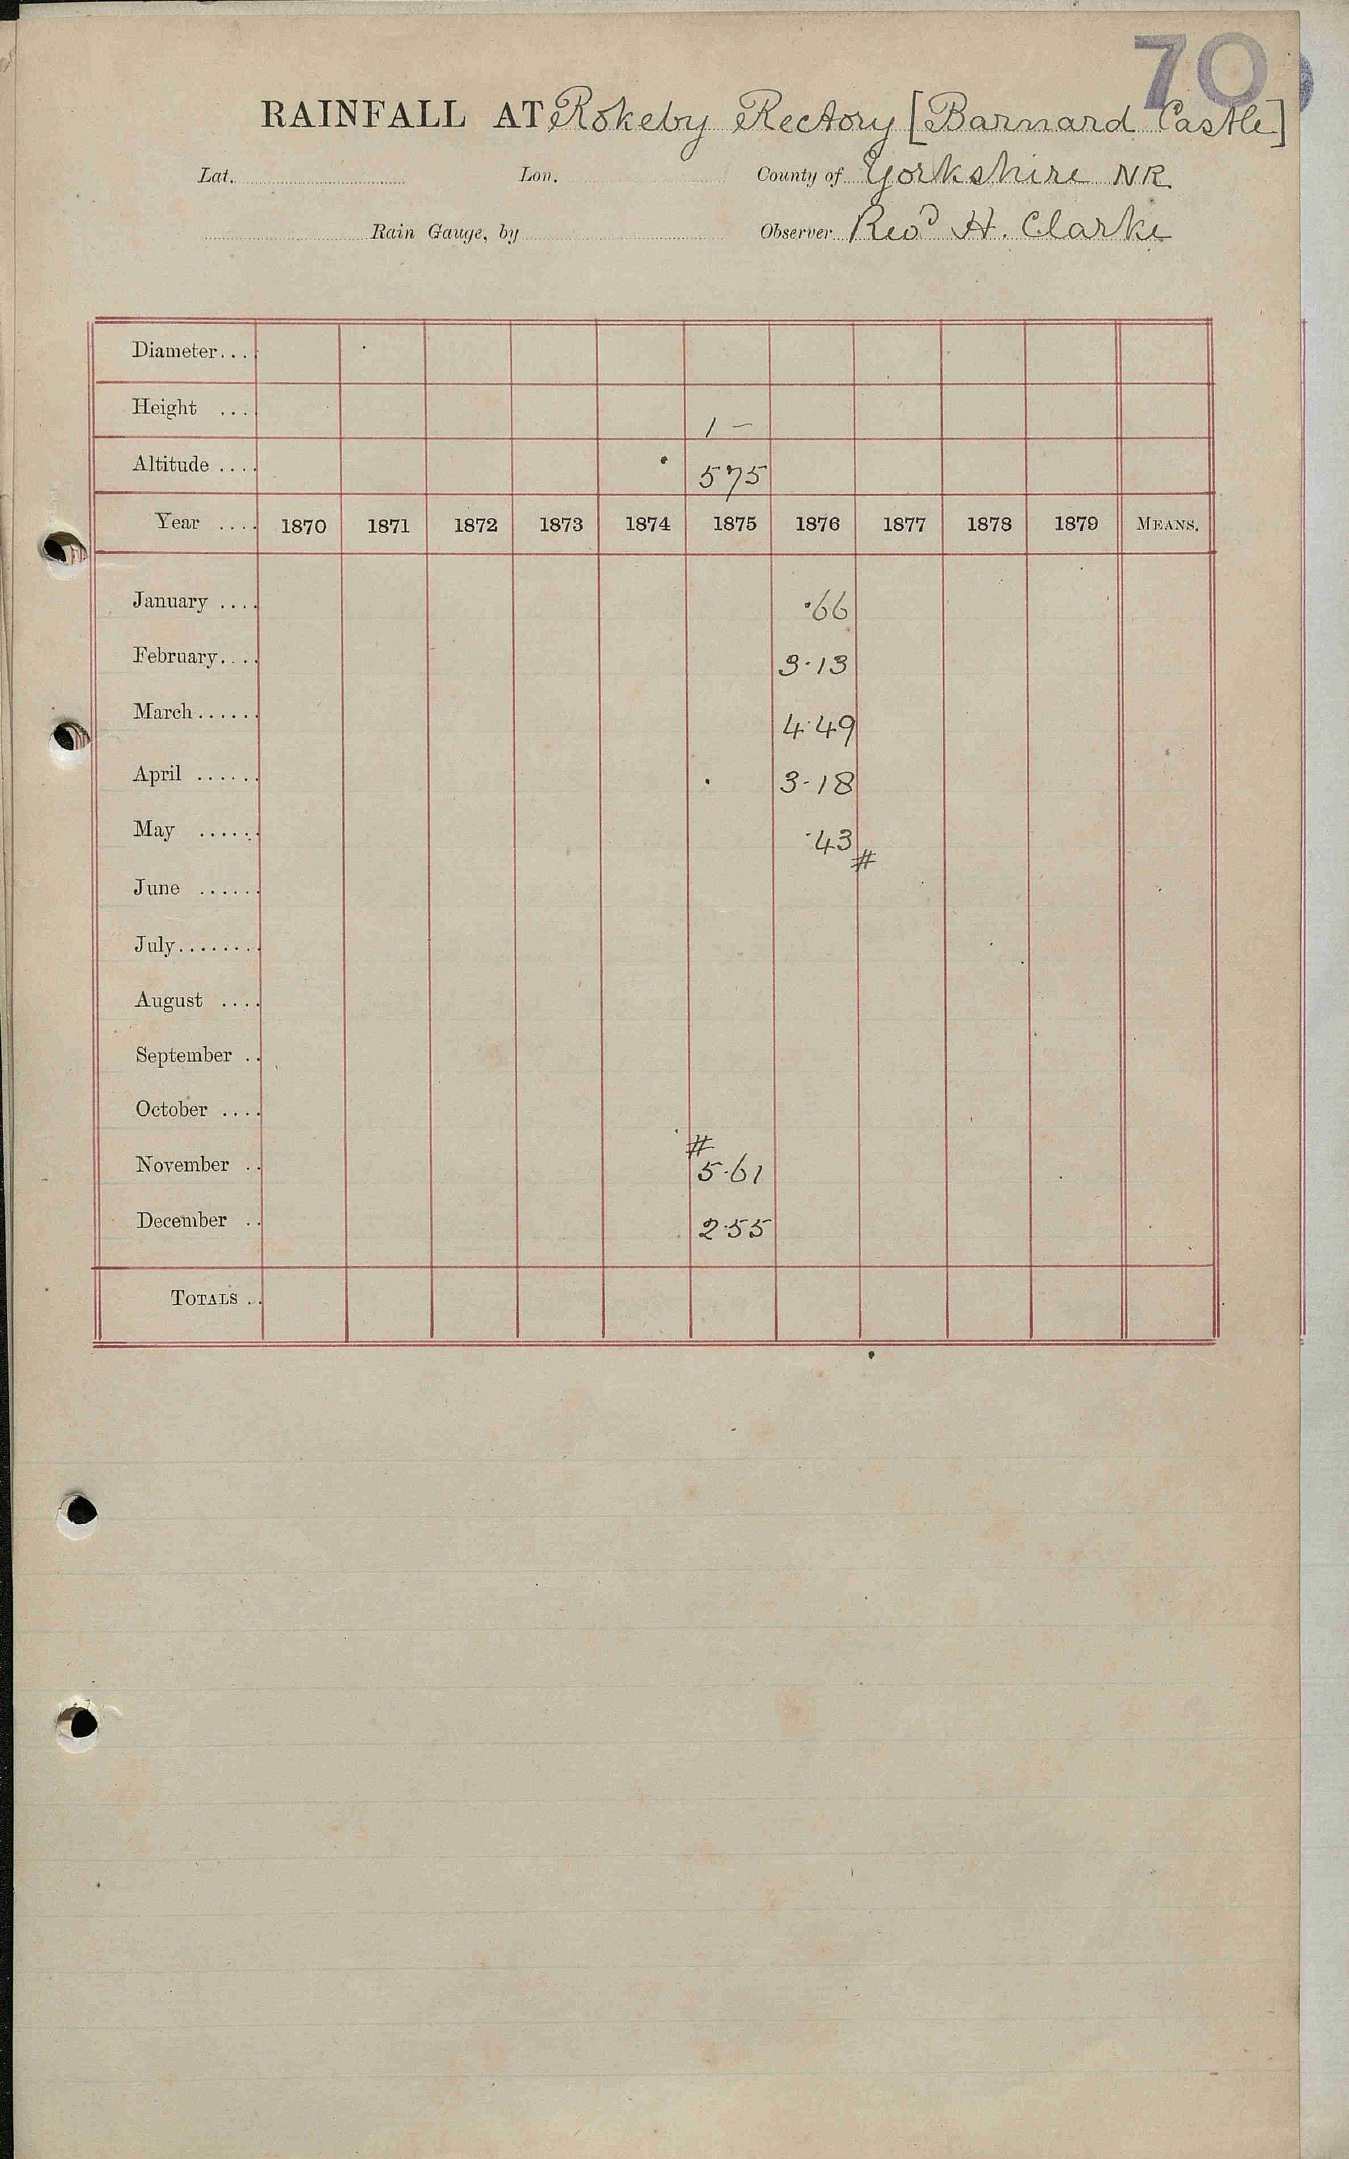 70
RAINFALL AT Rokeby Rectory [Barnard Castle]
Lat. Lon. County of Yorkshire NR
Rain Gauge, by Observer Revd H. Clarke
Diameter....
Height .... 1 –
Altitude .... 575
Year .... 1870 1871 1872 1873 1874 1875 1876 1877 1878 1879 MEANS.
January .... ·66
February.... 3·13
March...... 4·49
April ...... 3·18
May ...... ·43 #
June ......
July........
August ....
September ..
October ....
November .. # 5·61
December .. 2·55
TOTALS ..